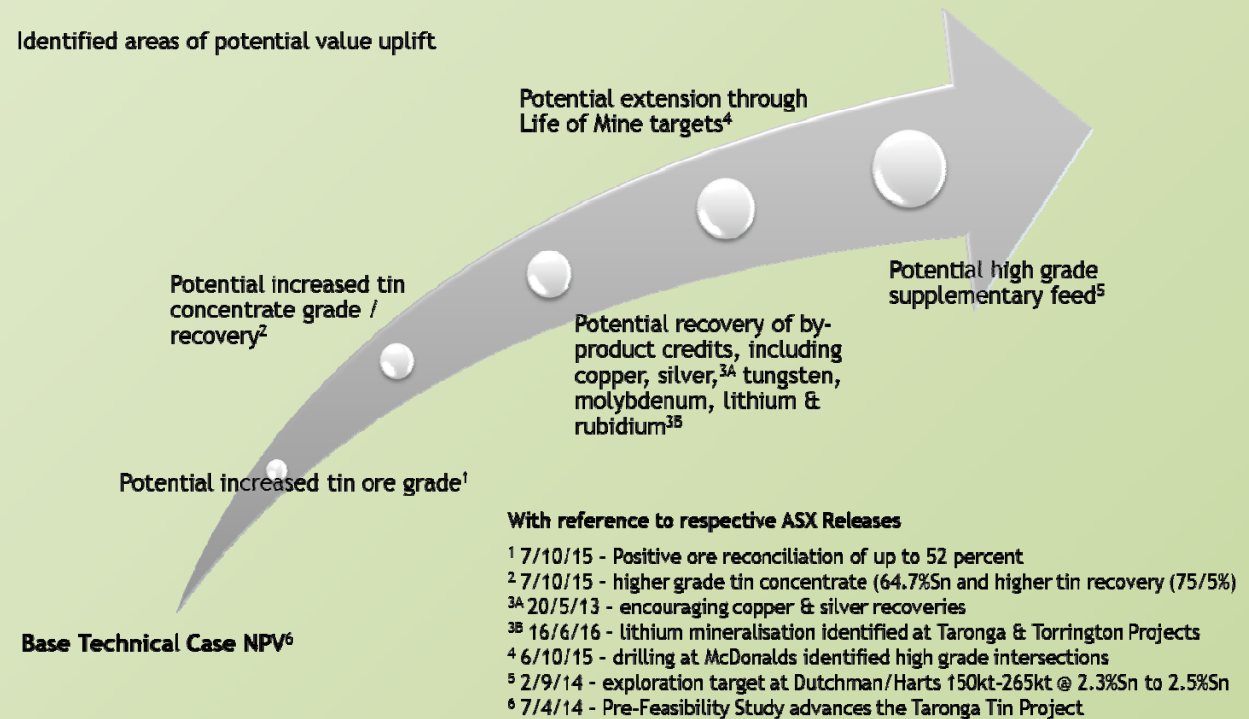 Identified areas of potential value uplift
Potential extension through
Life of Mine targets⁴
Potential increased tin
concentrate grade /
recovery²
Potential high grade
supplementary feed⁵
Potential recovery of by-
product credits, including
copper, silver,³ᴬ tungsten,
molybdenum, lithium &
rubidium³ᴮ
Potential increased tin ore grade¹
Base Technical Case NPV⁶
With reference to respective ASX Releases
¹ 7/10/15 - Positive ore reconciliation of up to 52 percent
² 7/10/15 - higher grade tin concentrate (64.7%Sn and higher tin recovery (75/5%)
³ᴬ 20/5/13 - encouraging copper & silver recoveries
³ᴮ 16/6/16 - lithium mineralisation identified at Taronga & Torrington Projects
⁴ 6/10/15 - drilling at McDonalds identified high grade intersections
⁵ 2/9/14 - exploration target at Dutchman/Harts 150kt-265kt @ 2.3%Sn to 2.5%Sn
⁶ 7/4/14 - Pre-Feasibility Study advances the Taronga Tin Project